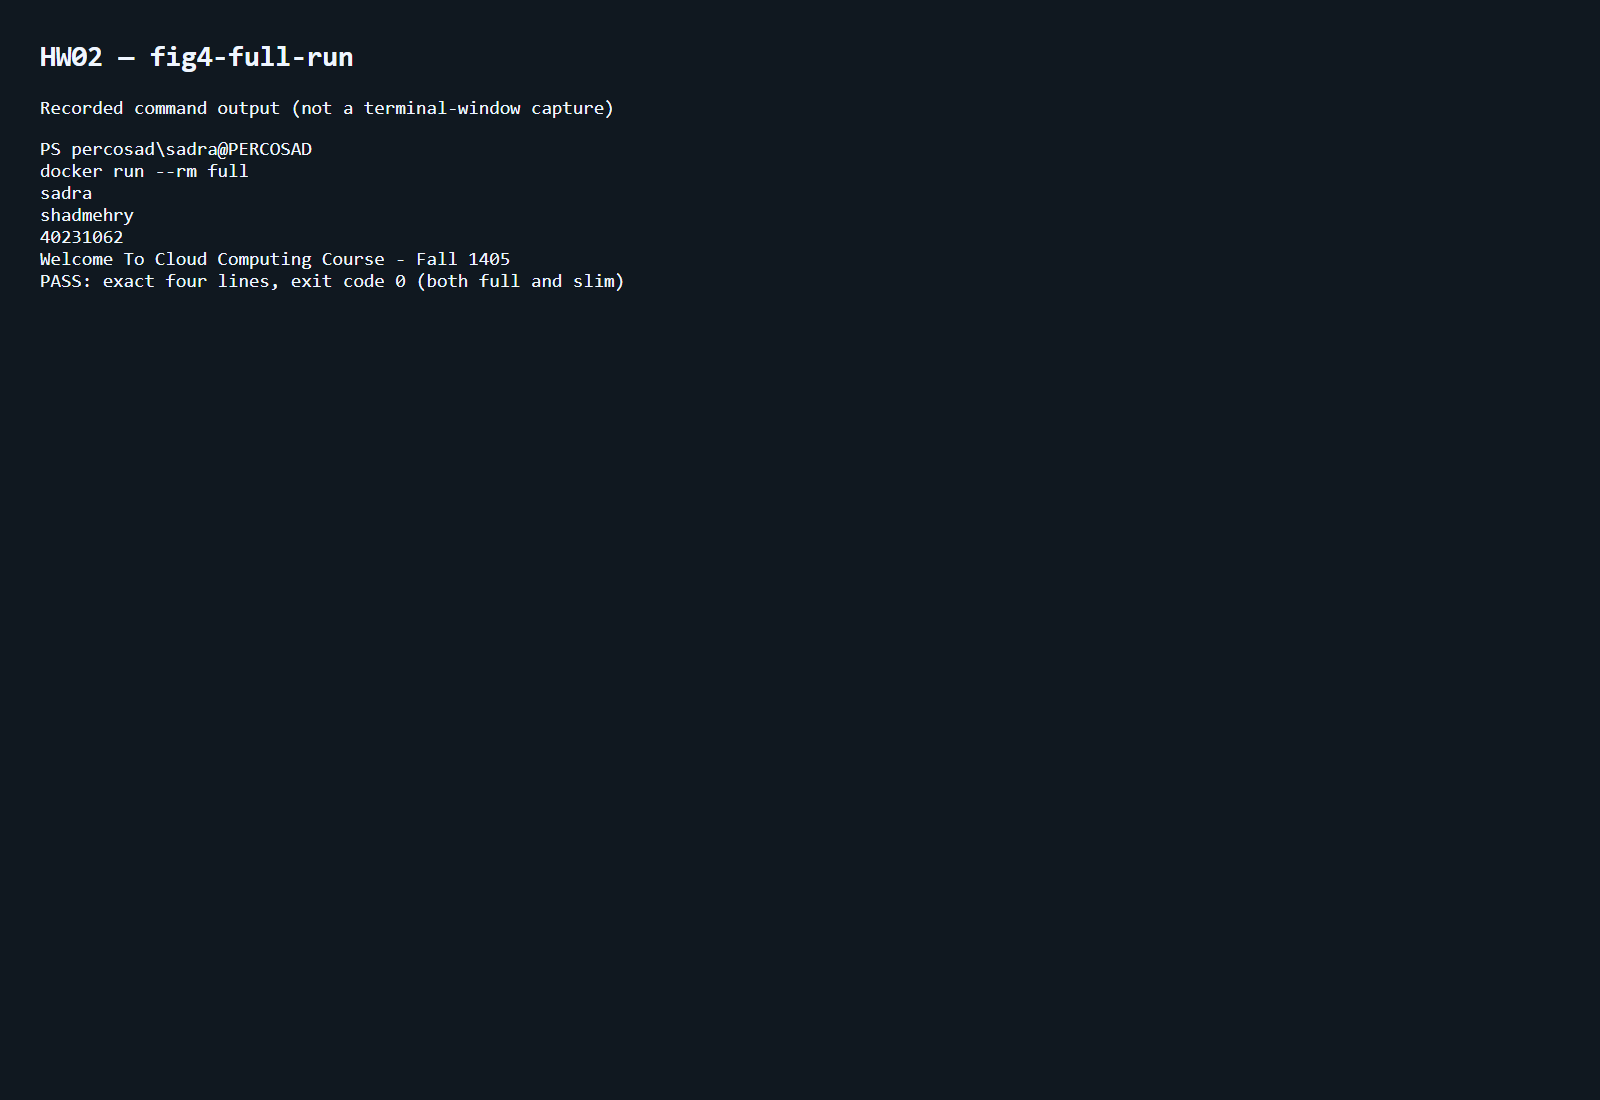 HW02 — fig4-full-run
Recorded command output (not a terminal-window capture)
PS percosad\sadra@PERCOSAD
docker run --rm full
sadra
shadmehry
40231062
Welcome To Cloud Computing Course - Fall 1405
PASS: exact four lines, exit code 0 (both full and slim)